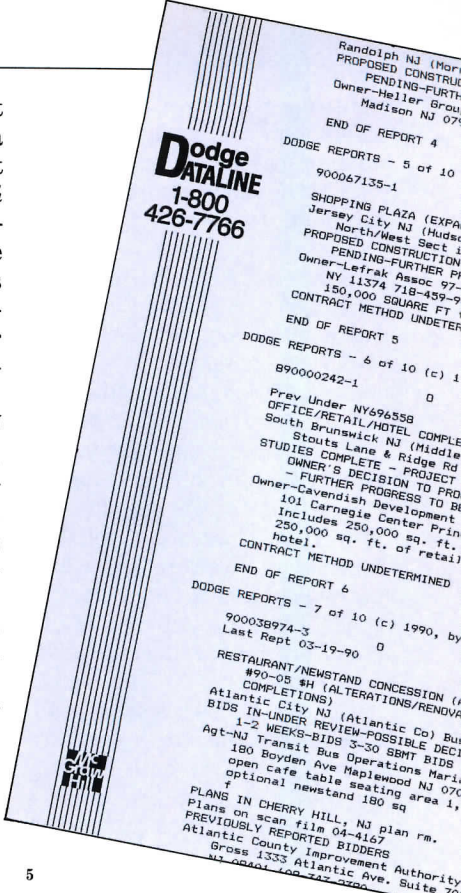 Dodge
DATALINE
1-800
426-7766
Randolph NJ (Mor
PROPOSED CONSTRUC
PENDING-FURTH
Owner-Heller Grou
Madison NJ 079
END OF REPORT 4
DODGE REPORTS - 5 of 10
900067135-1
SHOPPING PLAZA (EXPA
Jersey City NJ (Hudso
North/West Sect i
PROPOSED CONSTRUCTION
PENDING-FURTHER P
Owner-Lefrak Assoc 97-
NY 11374 718-459-9
150,000 SQUARE FT
CONTRACT METHOD UNDETER
END OF REPORT 5
DODGE REPORTS - 6 of 10 (c) 1
890000242-1 0
Prev Under NY696558
OFFICE/RETAIL/HOTEL COMPLE
South Brunswick NJ (Middle
Stouts Lane & Ridge Rd
STUDIES COMPLETE - PROJECT
OWNER'S DECISION TO PRO
- FURTHER PROGRESS TO BE
Owner-Cavendish Development
101 Carnegie Center Prin
Includes 250,000 sq. ft.
250,000 sq. ft. of retail
hotel.
CONTRACT METHOD UNDETERMINED
END OF REPORT 6
DODGE REPORTS - 7 of 10 (c) 1990, by
900038974-3 0
Last Rept 03-19-90
RESTAURANT/NEWSTAND CONCESSION (A
#90-05 $H (ALTERATIONS/RENOVA
COMPLETIONS)
Atlantic City NJ (Atlantic Co) Bus
BIDS IN-UNDER REVIEW-POSSIBLE DECI
1-2 WEEKS-BIDS 3-30 SBMT BIDS
Agt-NJ Transit Bus Operations Mari
180 Boyden Ave Maplewood NJ 070
open cafe table seating area 1,
optional newstand 180 sq
f
PLANS IN CHERRY HILL, NJ plan rm.
Plans on scan film 04-4167
PREVIOUSLY REPORTED BIDDERS
Atlantic County Improvement Authority
Gross 1333 Atlantic Ave. Suite 70
Mc
Graw
Hill
5